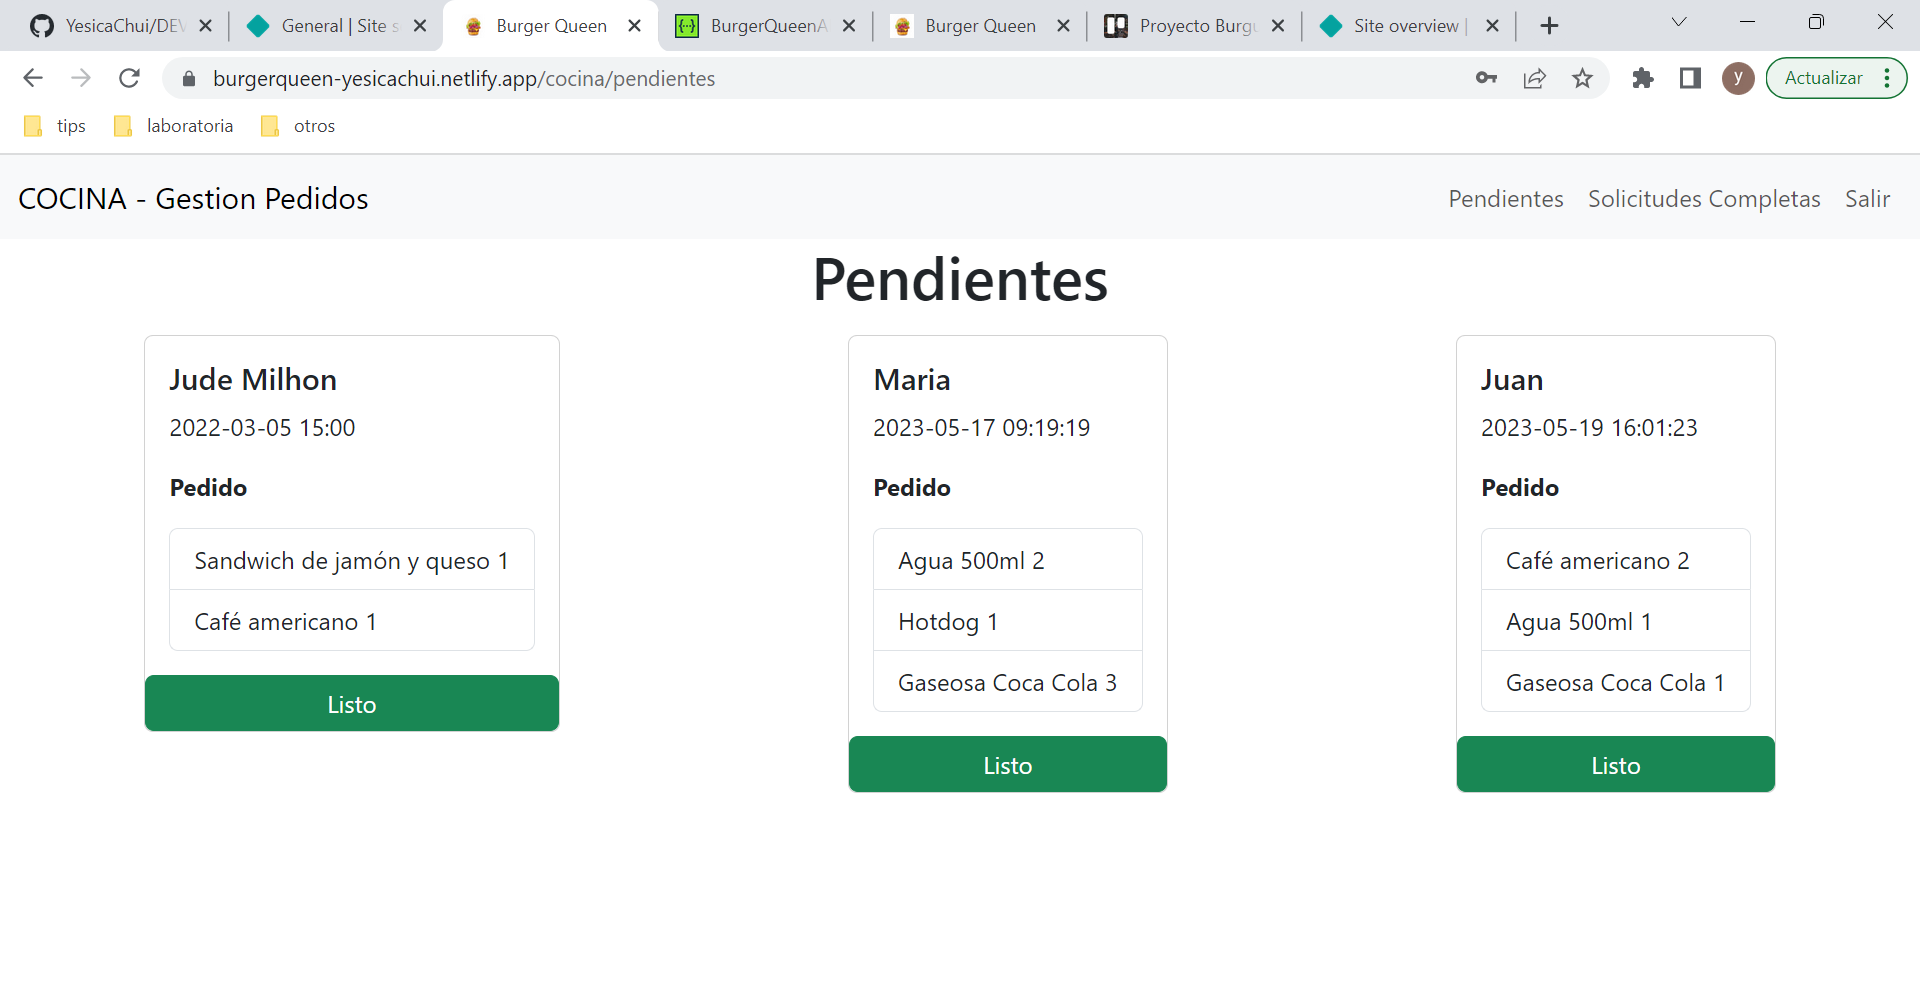 YesicaChui/DEV
General | Site s
Burger Queen
BurgerQueenA
Burger Queen
Proyecto Burgu
Site overview |
burgerqueen-yesicachui.netlify.app/cocina/pendientes
y
Actualizar
tips
laboratoria
otros
COCINA - Gestion Pedidos
Pendientes
Solicitudes Completas
Salir
Pendientes
Jude Milhon
2022-03-05 15:00
Pedido
Sandwich de jamón y queso 1
Café americano 1
Listo
Maria
2023-05-17 09:19:19
Pedido
Agua 500ml 2
Hotdog 1
Gaseosa Coca Cola 3
Listo
Juan
2023-05-19 16:01:23
Pedido
Café americano 2
Agua 500ml 1
Gaseosa Coca Cola 1
Listo